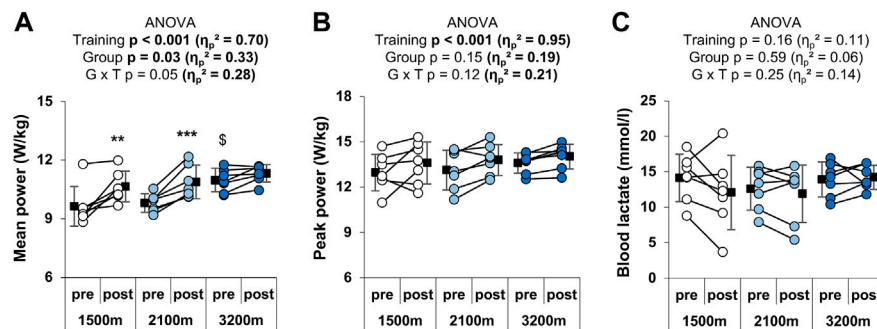 A
ANOVA
Training p < 0.001 (ηp² = 0.70)
Group p = 0.03 (ηp² = 0.33)
G x T p = 0.05 (ηp² = 0.28)
Mean power (W/kg)
15
12
9
6
**
***
$
pre post pre post pre post
1500m 2100m 3200m
B
ANOVA
Training p < 0.001 (ηp² = 0.95)
Group p = 0.15 (ηp² = 0.19)
G x T p = 0.12 (ηp² = 0.21)
Peak power (W/kg)
18
15
12
9
6
pre post pre post pre post
1500m 2100m 3200m
C
ANOVA
Training p = 0.16 (ηp² = 0.11)
Group p = 0.59 (ηp² = 0.06)
G x T p = 0.25 (ηp² = 0.14)
Blood lactate (mmol/l)
25
20
15
10
5
0
pre post pre post pre post
1500m 2100m 3200m